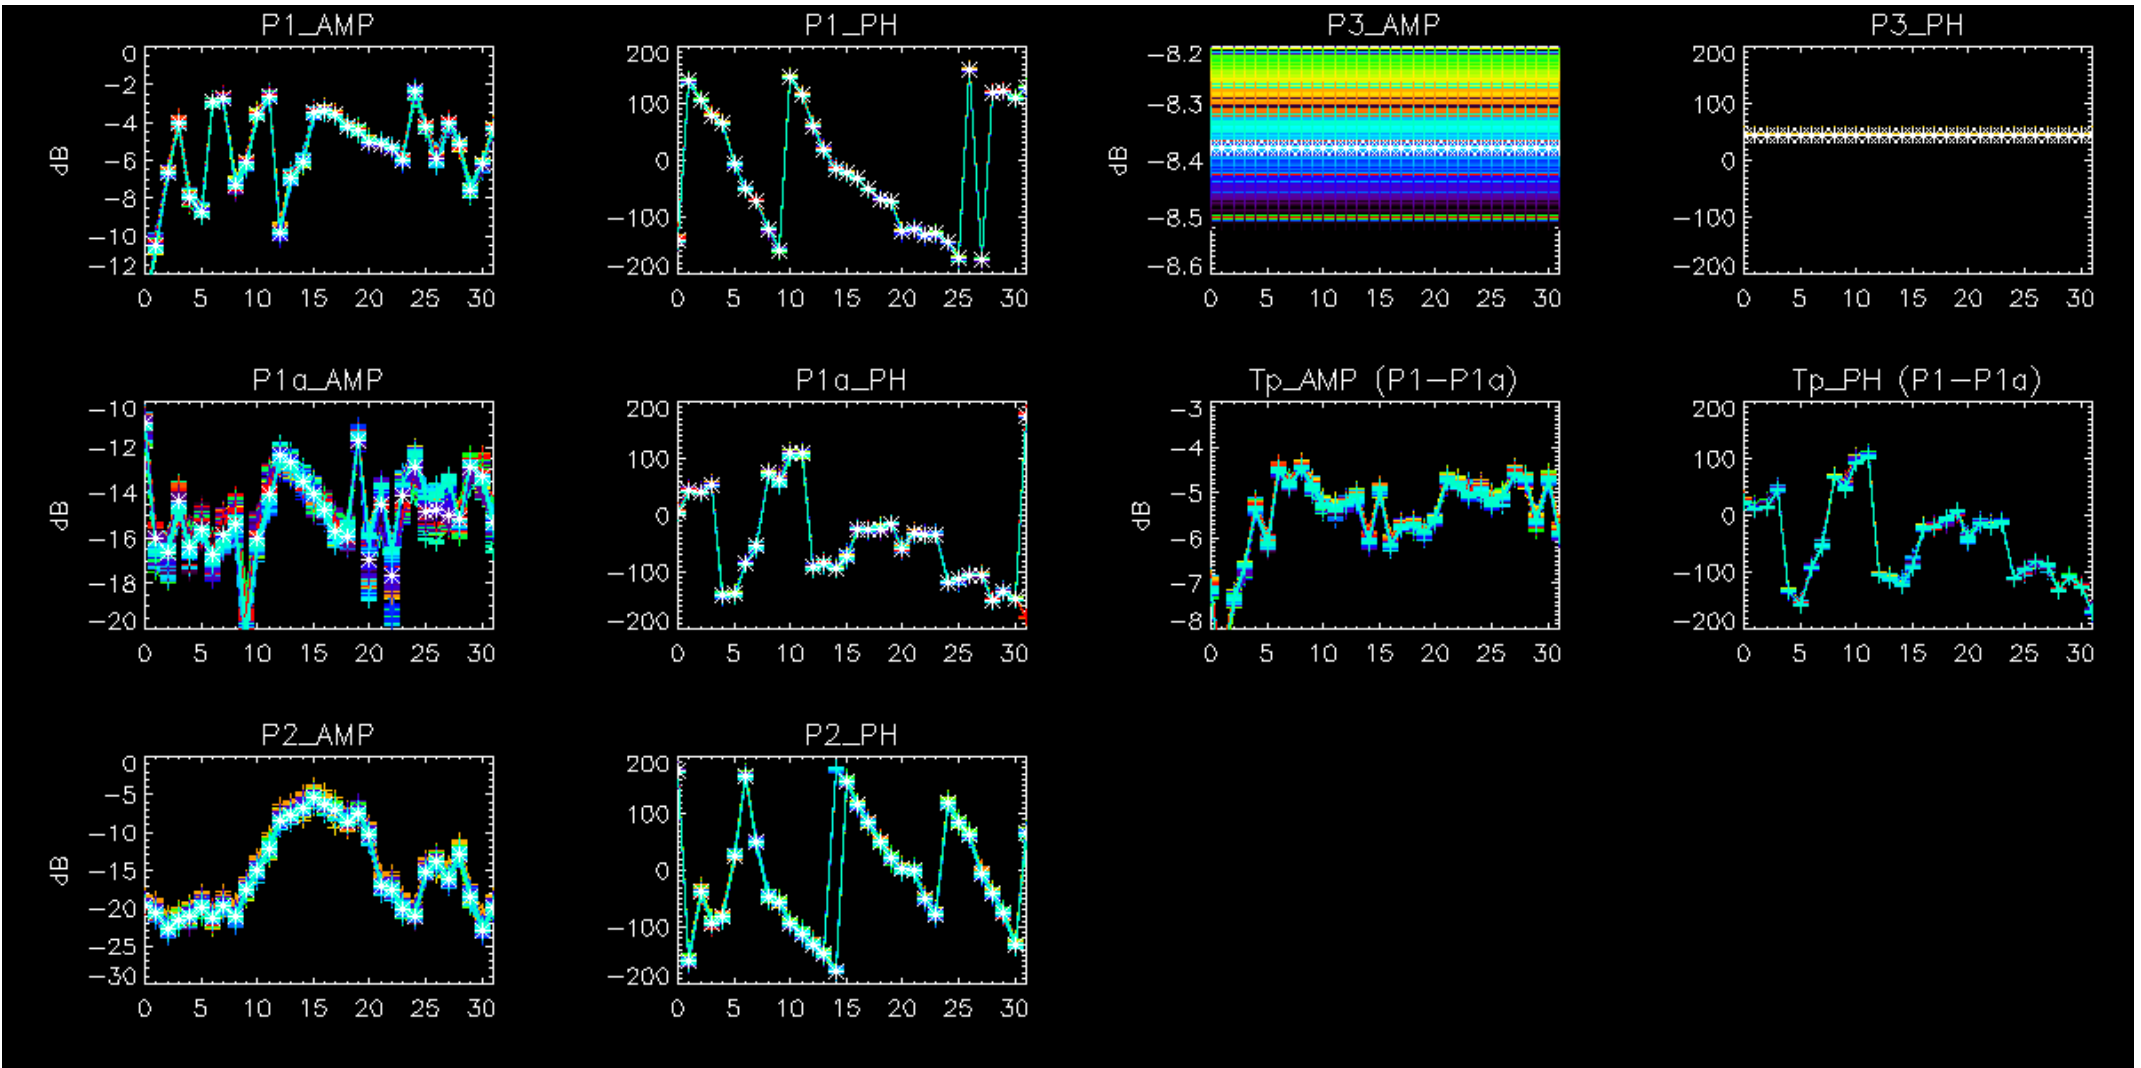 P1_AMP P1_PH P3_AMP P3_PH
dB 0 −2 −4 −6 −8 −10 −12
200 100 0 −100 −200
dB −8.2 −8.3 −8.4 −8.5 −8.6
200 100 0 −100 −200
0 5 10 15 20 25 30 0 5 10 15 20 25 30 0 5 10 15 20 25 30 0 5 10 15 20 25 30
P1a_AMP P1a_PH Tp_AMP (P1−P1a) Tp_PH (P1−P1a)
dB −10 −12 −14 −16 −18 −20
200 100 0 −100 −200
dB −3 −4 −5 −6 −7 −8
200 100 0 −100 −200
0 5 10 15 20 25 30 0 5 10 15 20 25 30 0 5 10 15 20 25 30 0 5 10 15 20 25 30
P2_AMP P2_PH
dB 0 −5 −10 −15 −20 −25 −30
200 100 0 −100 −200
0 5 10 15 20 25 30 0 5 10 15 20 25 30